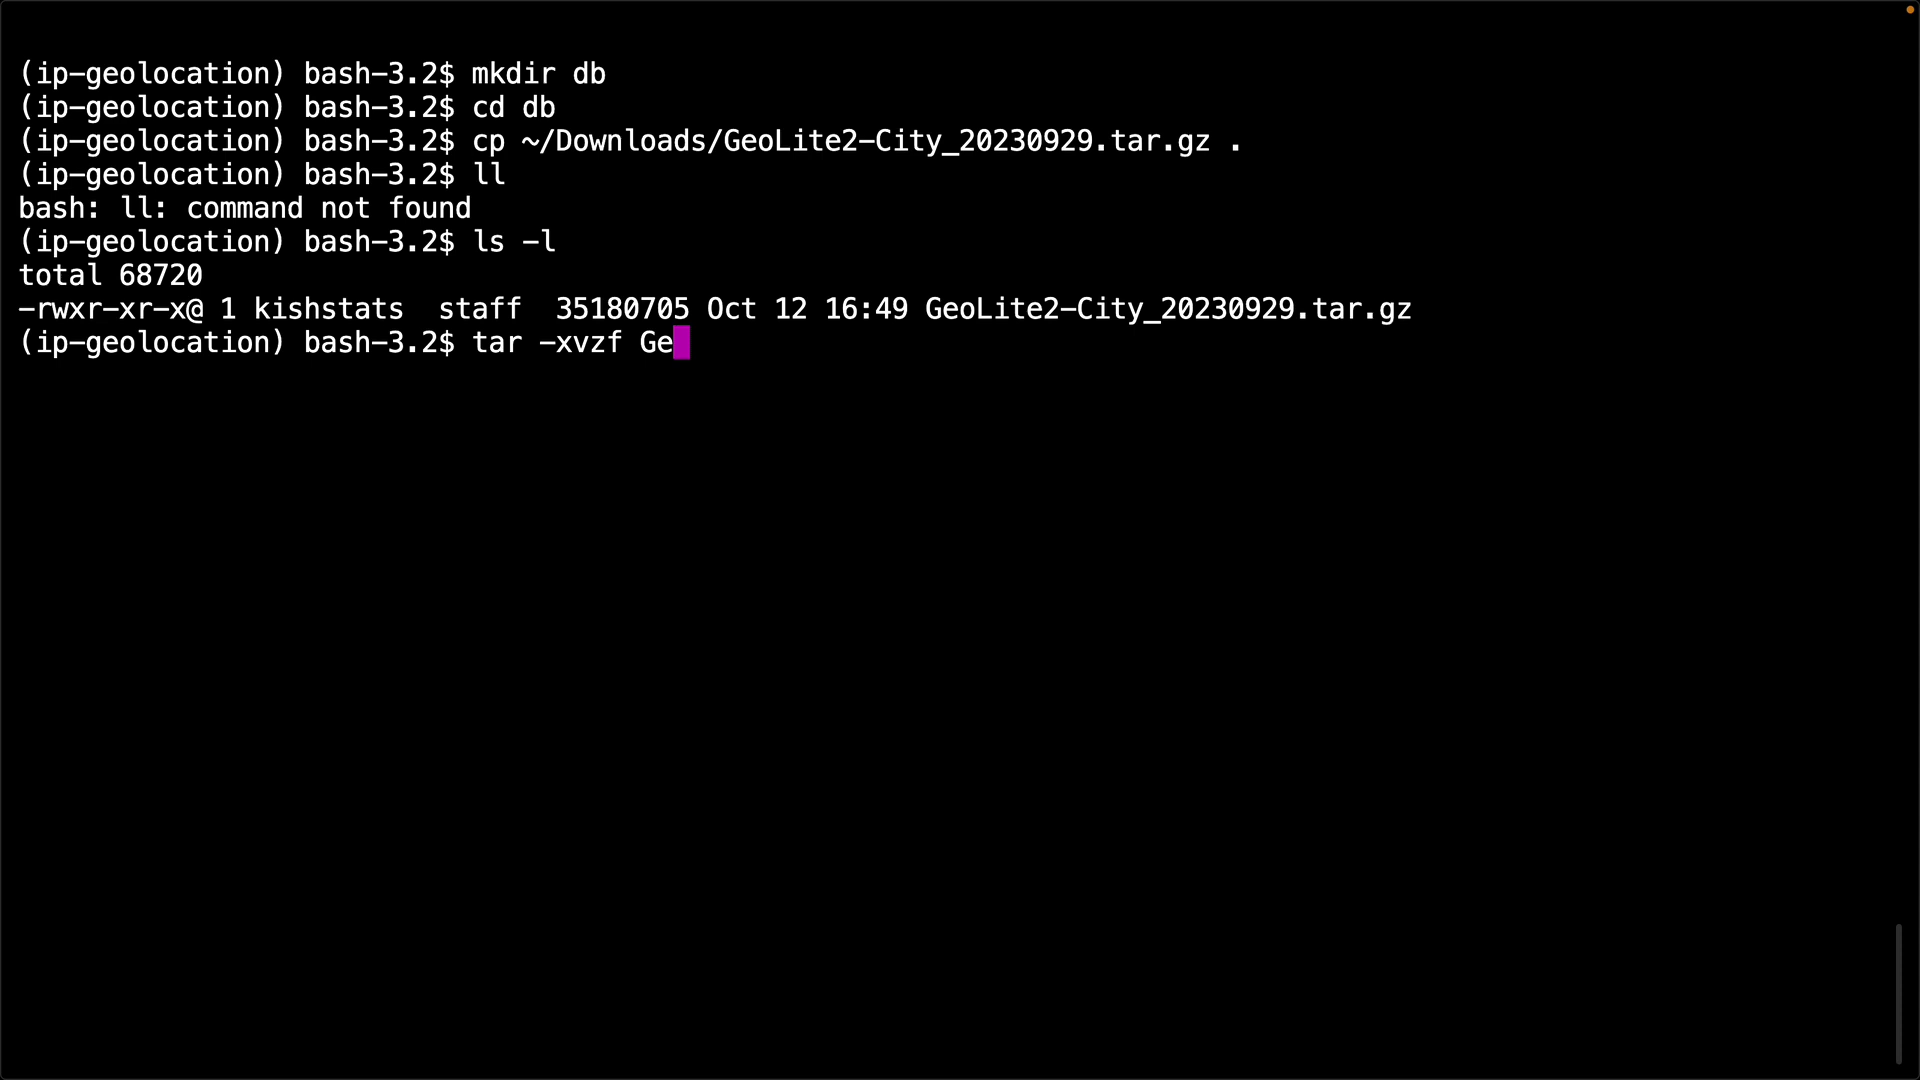 (ip-geolocation) bash-3.2$ mkdir db
(ip-geolocation) bash-3.2$ cd db
(ip-geolocation) bash-3.2$ cp ~/Downloads/GeoLite2-City_20230929.tar.gz .
(ip-geolocation) bash-3.2$ ll
bash: ll: command not found
(ip-geolocation) bash-3.2$ ls -l
total 68720
-rwxr-xr-x@ 1 kishstats  staff  35180705 Oct 12 16:49 GeoLite2-City_20230929.tar.gz
(ip-geolocation) bash-3.2$ tar -xvzf Ge